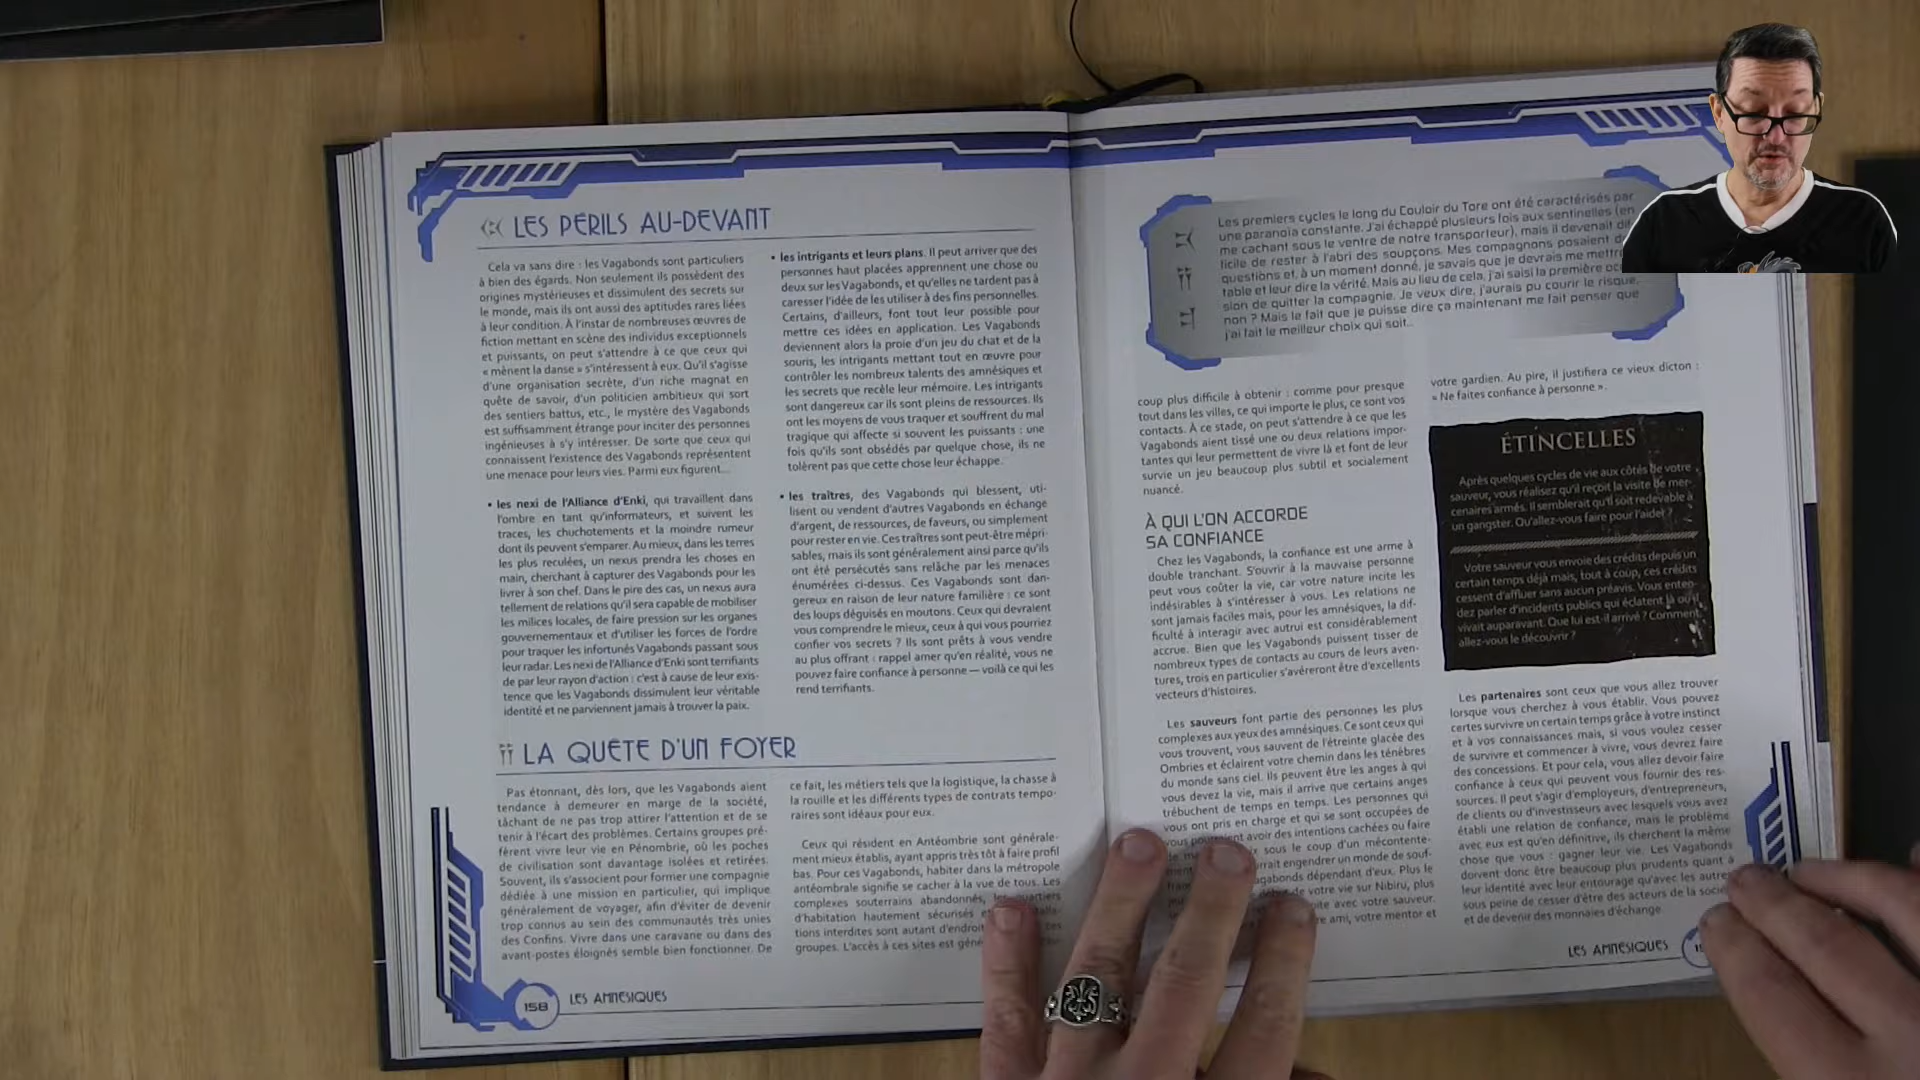 LES PÉRILS AU-DEVANT
Cela va sans dire : les Vagabonds sont particuliers
à bien des égards. Non seulement ils possèdent des
origines mystérieuses et dissimulent des secrets sur
le monde, mais ils ont aussi des aptitudes rares liées
à leur condition. À l'instar de nombreuses œuvres de
fiction mettant en scène des individus exceptionnels
et puissants, on peut s'attendre à ce que ceux qui
« mènent la danse » s'intéressent à eux. Qu'il s'agisse
d'une organisation secrète, d'un riche magnat en
quête de savoir, d'un politicien ambitieux qui sort
des sentiers battus, etc., le mystère des Vagabonds
est suffisamment étrange pour inciter des personnes
ingénieuses à s'y intéresser. De sorte que ceux qui
connaissent l'existence des Vagabonds représentent
une menace pour leurs vies. Parmi eux figurent...
• les nexi de l'Alliance d'Enki, qui travaillent dans
l'ombre en tant qu'informateurs, et suivent les
traces, les chuchotements et la moindre rumeur
dont ils peuvent s'emparer. Au mieux, dans les terres
les plus reculées, un nexus prendra les choses en
main, cherchant à capturer des Vagabonds pour les
livrer à son chef. Dans le pire des cas, un nexus aura
tellement de relations qu'il sera capable de mobiliser
les milices locales, de faire pression sur les organes
gouvernementaux et d'utiliser les forces de l'ordre
pour traquer les infortunés Vagabonds passant sous
leur radar. Les nexi de l'Alliance d'Enki sont terrifiants
de par leur rayon d'action : c'est à cause de leur exis-
tence que les Vagabonds dissimulent leur véritable
identité et ne parviennent jamais à trouver la paix.
• les intrigants et leurs plans. Il peut arriver que des
personnes haut placées apprennent une chose ou
deux sur les Vagabonds, et qu'elles ne tardent pas à
caresser l'idée de les utiliser à des fins personnelles.
Certains, d'ailleurs, font tout leur possible pour
mettre ces idées en application. Les Vagabonds
deviennent alors la proie d'un jeu du chat et de la
souris, les intrigants mettant tout en œuvre pour
contrôler les nombreux talents des amnésiques et
les secrets que recèle leur mémoire. Les intrigants
sont dangereux car ils sont pleins de ressources. Ils
ont les moyens de vous traquer et souffrent du mal
tragique qui affecte si souvent les puissants : une
fois qu'ils sont obsédés par quelque chose, ils ne
tolèrent pas que cette chose leur échappe.
• les traîtres, des Vagabonds qui blessent, uti-
lisent ou vendent d'autres Vagabonds en échange
d'argent, de ressources, de faveurs, ou simplement
pour rester en vie. Ces traîtres sont peut-être mépri-
sables, mais ils sont généralement ainsi parce qu'ils
ont été persécutés sans relâche par les menaces
énumérées ci-dessus. Ces Vagabonds sont dan-
gereux en raison de leur nature familière : ce sont
des loups déguisés en moutons. Ceux qui devraient
vous comprendre le mieux, ceux à qui vous pourriez
confier vos secrets ? Ils sont prêts à vous vendre
au plus offrant : rappel amer qu'en réalité, vous ne
pouvez faire confiance à personne — voilà ce qui les
rend terrifiants.
LA QUÊTE D'UN FOYER
Pas étonnant, dès lors, que les Vagabonds aient
tendance à demeurer en marge de la société,
tâchant de ne pas trop attirer l'attention et de se
tenir à l'écart des problèmes. Certains groupes pré-
fèrent vivre leur vie en Pénombrie, où les poches
de civilisation sont davantage isolées et retirées.
Souvent, ils s'associent pour former une compagnie
dédiée à une mission en particulier, qui implique
généralement de voyager, afin d'éviter de devenir
trop connus au sein des communautés très unies
des Confins. Vivre dans une caravane ou dans des
avant-postes éloignés semble bien fonctionner. De
ce fait, les métiers tels que la logistique, la chasse à
la rouille et les différents types de contrats tempo-
raires sont idéaux pour eux.
Ceux qui résident en Antéombrie sont générale-
ment mieux établis, ayant appris très tôt à faire profil
bas. Pour ces Vagabonds, habiter dans la métropole
antéombrale signifie se cacher à la vue de tous. Les
complexes souterrains abandonnés, les quartiers
d'habitation hautement sécurisés et
tions interdites sont autant d'endroit
groupes. L'accès à ces sites est géné
158
LES AMNÉSIQUES
Les premiers cycles le long du Couloir du Tore ont été caractérisés par
une paranoïa constante. J'ai échappé plusieurs fois aux sentinelles (en
me cachant sous le ventre de notre transporteur), mais il devenait dif
ficile de rester à l'abri des soupçons. Mes compagnons posaient d
questions et, à un moment donné, je savais que je devrais me mettr
table et leur dire la vérité. Mais au lieu de cela, j'ai saisi la première occ
sion de quitter la compagnie. Je veux dire, j'aurais pu courir le risque,
non ? Mais le fait que je puisse dire ça maintenant me fait penser que
j'ai fait le meilleur choix qui soit...
coup plus difficile à obtenir : comme pour presque
tout dans les villes, ce qui importe le plus, ce sont vos
contacts. À ce stade, on peut s'attendre à ce que les
Vagabonds aient tissé une ou deux relations impor-
tantes qui leur permettent de vivre là et font de leur
survie un jeu beaucoup plus subtil et socialement
nuancé.
À QUI L'ON ACCORDE
SA CONFIANCE
Chez les Vagabonds, la confiance est une arme à
double tranchant. S'ouvrir à la mauvaise personne
peut vous coûter la vie, car votre nature incite les
indésirables à s'intéresser à vous. Les relations ne
sont jamais faciles mais, pour les amnésiques, la dif-
ficulté à interagir avec autrui est considérablement
accrue. Bien que les Vagabonds puissent tisser de
nombreux types de contacts au cours de leurs aven-
tures, trois en particulier s'avéreront être d'excellents
vecteurs d'histoires.
Les sauveurs font partie des personnes les plus
complexes aux yeux des amnésiques. Ce sont ceux qui
vous trouvent, vous sauvent de l'étreinte glacée des
Ombries et éclairent votre chemin dans les ténèbres
du monde sans ciel. Ils peuvent être les anges à qui
vous devez la vie, mais il arrive que certains anges
trébuchent de temps en temps. Les personnes qui
vous ont pris en charge et qui se sont occupées de
vous pourraient avoir des intentions cachées ou faire
sous le coup d'un mécontente-
rrait engendrer un monde de souf-
agabonds dépendant d'eux. Plus le
de votre vie sur Nibiru, plus
avec votre sauveur.
ami, votre mentor et
votre gardien. Au pire, il justifiera ce vieux dicton :
« Ne faites confiance à personne ».
ÉTINCELLES
Après quelques cycles de vie aux côtés de votre
sauveur, vous réalisez qu'il reçoit la visite de mer-
cenaires armés. Il semblerait qu'il soit redevable à
un gangster. Qu'allez-vous faire pour l'aider ?
Votre sauveur vous envoie des crédits depuis un
certain temps déjà mais, tout à coup, ces crédits
cessent d'affluer sans aucun préavis. Vous enten-
dez parler d'incidents publics qui éclatent là où il
vivait auparavant. Que lui est-il arrivé ? Comment
allez-vous le découvrir ?
Les partenaires sont ceux que vous allez trouver
lorsque vous cherchez à vous établir. Vous pouvez
certes survivre un certain temps grâce à votre instinct
et à vos connaissances mais, si vous voulez cesser
de survivre et commencer à vivre, vous devrez faire
des concessions. Et pour cela, vous allez devoir faire
confiance à ceux qui peuvent vous fournir des res-
sources. Il peut s'agir d'employeurs, d'entrepreneurs,
de clients ou d'investisseurs avec lesquels vous avez
établi une relation de confiance, mais le problème
avec eux est qu'en définitive, ils cherchent la même
chose que vous : gagner leur vie. Les Vagabonds
doivent donc être beaucoup plus prudents quant à
leur identité avec leur entourage qu'avec les autres
sous peine de cesser d'être des acteurs de la socié
et de devenir des monnaies d'échange.
LES AMNÉSIQUES